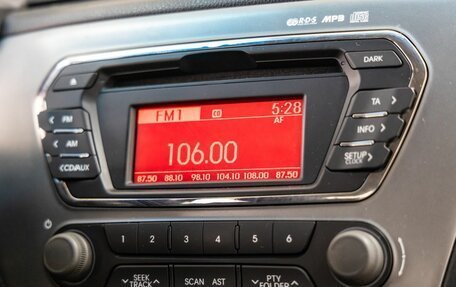 RDS MP3
DARK
FM1 5:28
AF
FM
TA
106.00
AM
INFO
CD/AUX
SETUP
CLOCK
87.50 88.10 98.10 104.10 108.00 87.50
1 2 3 4 5 6
SEEK
TRACK
SCAN AST
PTY
FOLDER